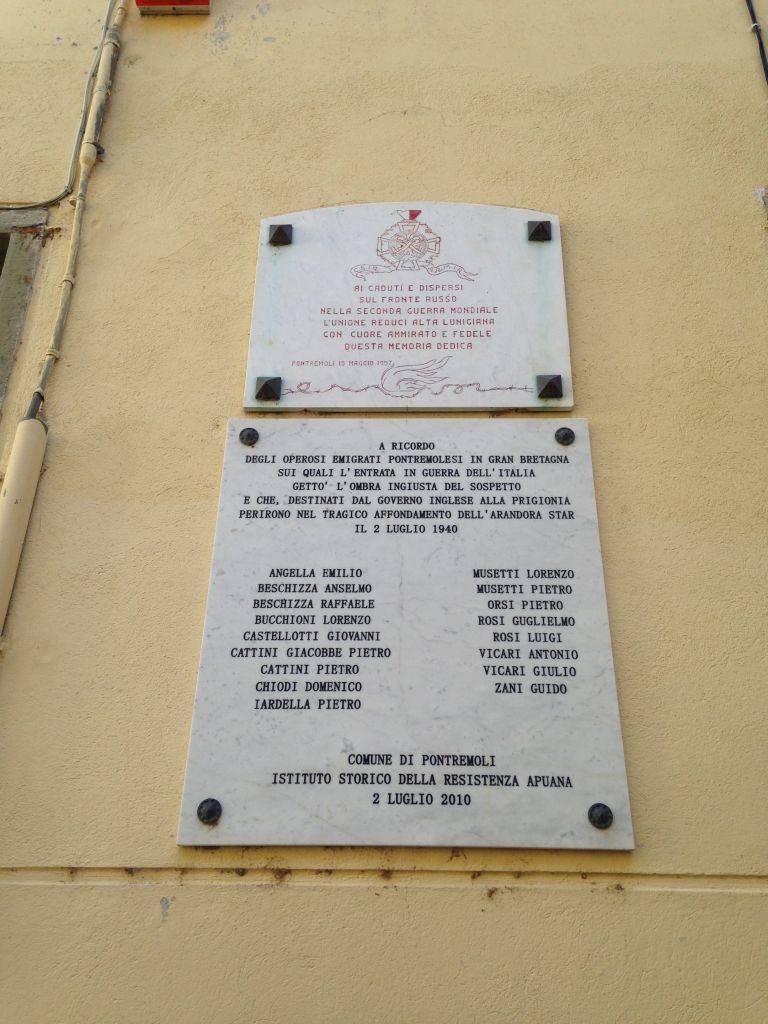 AI CADUTI E DISPERSI
SUL FRONTE RUSSO
NELLA SECONDA GUERRA MONDIALE
L'UNIONE REDUCI ALTA LUNIGIANA
CON CUORE AMMIRATO E FEDELE
QUESTA MEMORIA DEDICA
PONTREMOLI 19 MAGGIO 1997
A RICORDO
DEGLI OPEROSI EMIGRATI PONTREMOLESI IN GRAN BRETAGNA
SUI QUALI L'ENTRATA IN GUERRA DELL'ITALIA
GETTO' L'OMBRA INGIUSTA DEL SOSPETTO
E CHE, DESTINATI DAL GOVERNO INGLESE ALLA PRIGIONIA
PERIRONO NEL TRAGICO AFFONDAMENTO DELL'ARANDORA STAR
IL 2 LUGLIO 1940
ANGELLA EMILIO
BESCHIZZA ANSELMO
BESCHIZZA RAFFAELE
BUCCHIONI LORENZO
CASTELLOTTI GIOVANNI
CATTINI GIACOBBE PIETRO
CATTINI PIETRO
CHIODI DOMENICO
IARDELLA PIETRO
MUSETTI LORENZO
MUSETTI PIETRO
ORSI PIETRO
ROSI GUGLIELMO
ROSI LUIGI
VICARI ANTONIO
VICARI GIULIO
ZANI GUIDO
COMUNE DI PONTREMOLI
ISTITUTO STORICO DELLA RESISTENZA APUANA
2 LUGLIO 2010